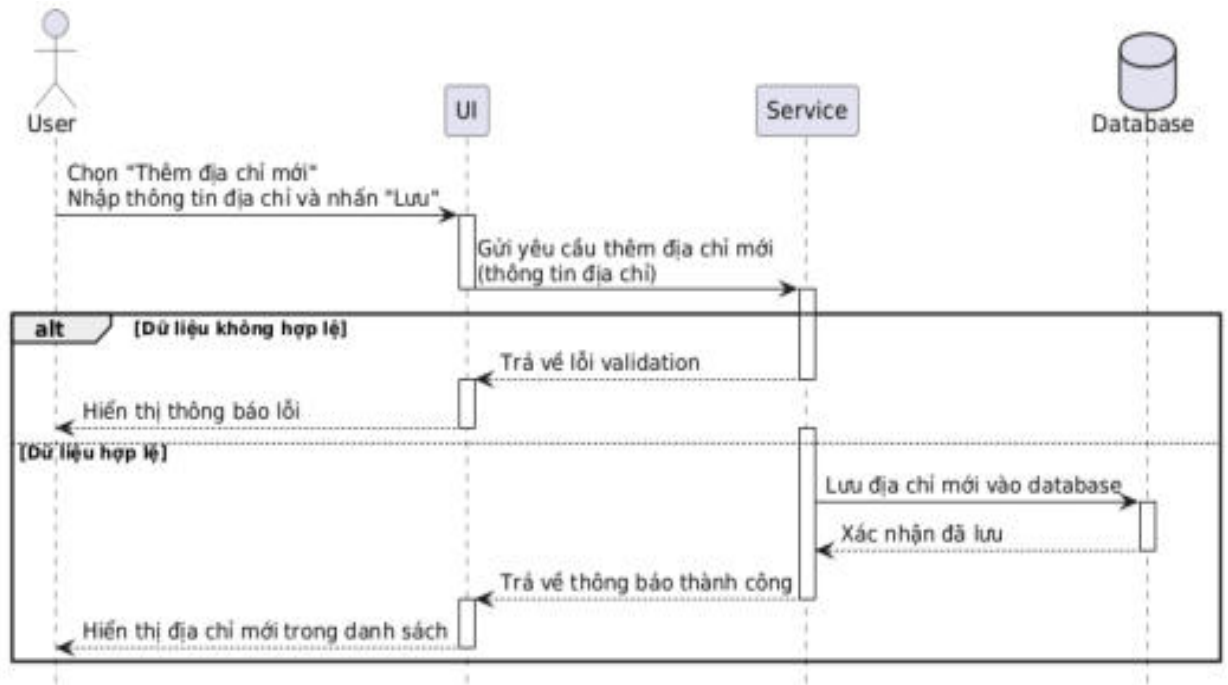 User
UI
Service
Database
Chọn "Thêm địa chỉ mới"
Nhập thông tin địa chỉ và nhấn "Lưu"
Gửi yêu cầu thêm địa chỉ mới
(thông tin địa chỉ)
alt [Dữ liệu không hợp lệ]
Trả về lỗi validation
Hiển thị thông báo lỗi
[Dữ liệu hợp lệ]
Lưu địa chỉ mới vào database
Xác nhận đã lưu
Trả về thông báo thành công
Hiển thị địa chỉ mới trong danh sách